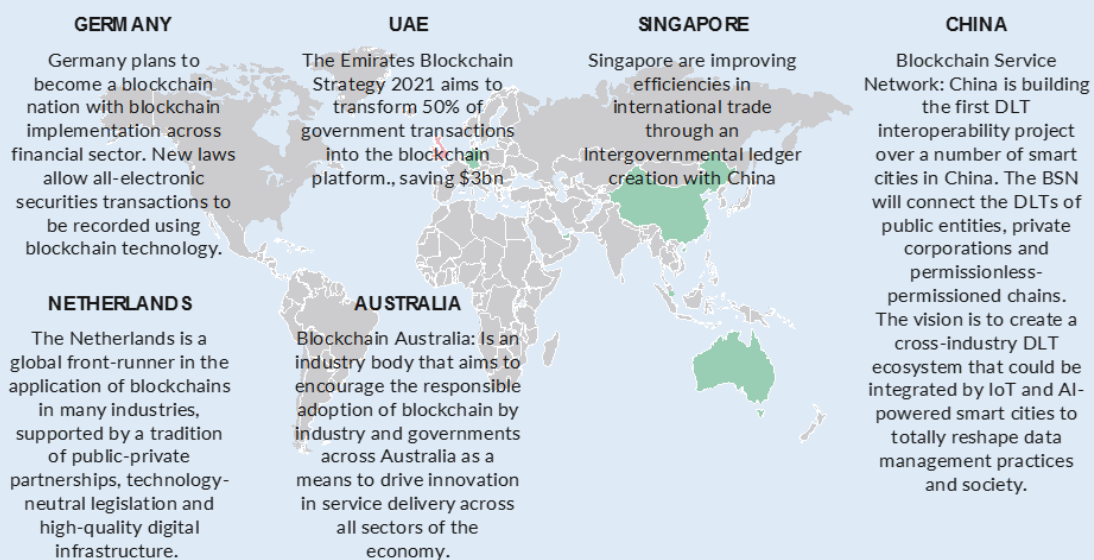 GERMANY
Germany plans to
become a blockchain
nation with blockchain
implementation across
financial sector. New laws
allow all-electronic
securities transactions to
be recorded using
blockchain technology.
UAE
The Emirates Blockchain
Strategy 2021 aims to
transform 50% of
government transactions
into the blockchain
platform., saving $3bn.
SINGAPORE
Singapore are improving
efficiencies in
international trade
through an
Intergovernmental ledger
creation with China
CHINA
Blockchain Service
Network: China is building
the first DLT
interoperability project
over a number of smart
cities in China. The BSN
will connect the DLTs of
public entities, private
corporations and
permissionless-
permissioned chains.
The vision is to create a
cross-industry DLT
ecosystem that could be
integrated by IoT and AI-
powered smart cities to
totally reshape data
management practices
and society.
NETHERLANDS
The Netherlands is a
global front-runner in the
application of blockchains
in many industries,
supported by a tradition
of public-private
partnerships, technology-
neutral legislation and
high-quality digital
infrastructure.
AUSTRALIA
Blockchain Australia: Is an
industry body that aims to
encourage the responsible
adoption of blockchain by
industry and governments
across Australia as a
means to drive innovation
in service delivery across
all sectors of the
economy.